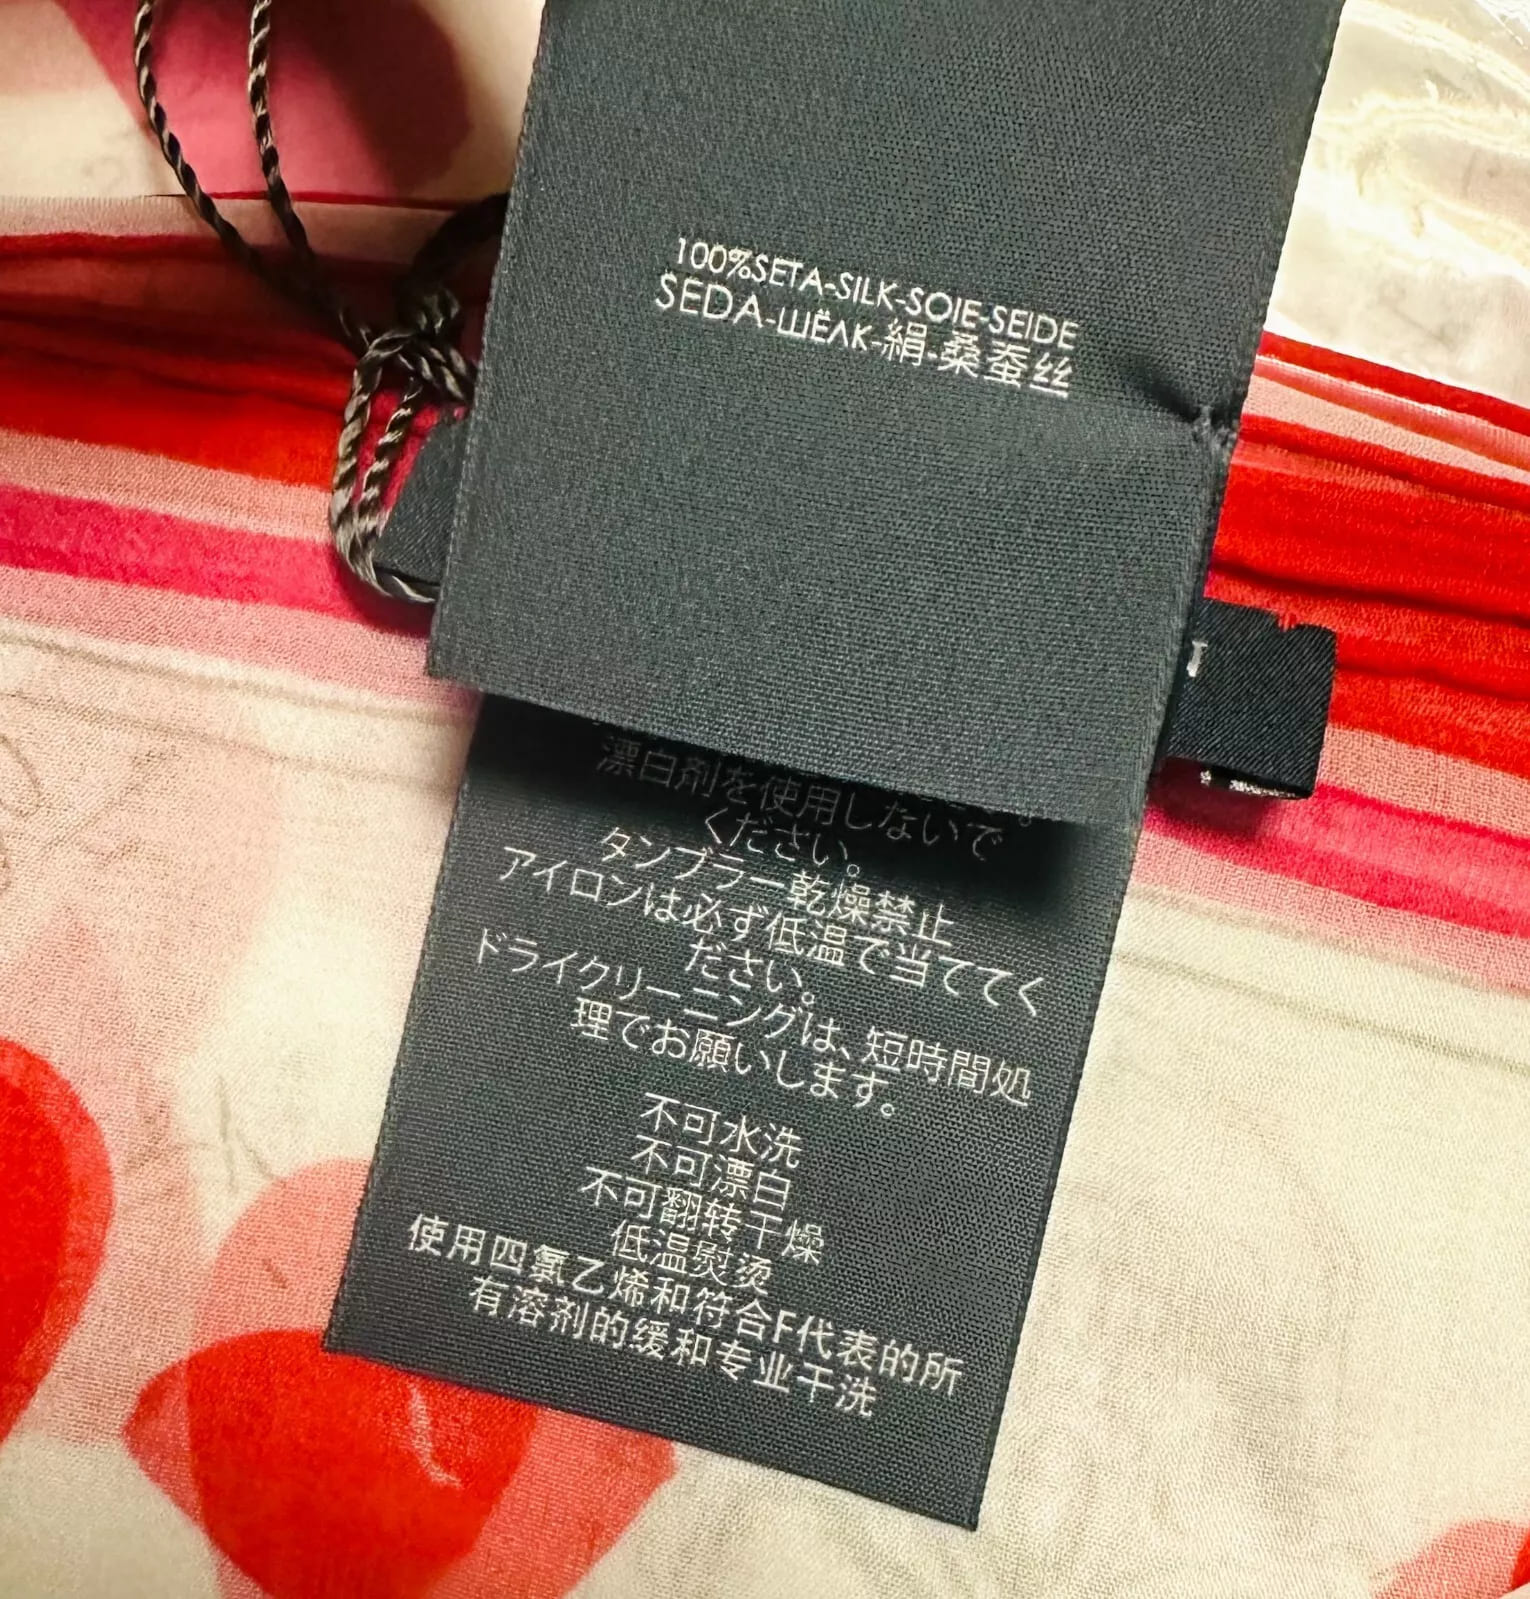 100%SETA-SILK-SOIE-SEIDE
SEDA-ШЁЛК-絹-桑蚕丝
漂白剤を使用しないで
ください。
タンブラー乾燥禁止
アイロンは必ず低温で当ててく
ださい。
ドライクリーニングは、短時間処
理でお願いします。
不可水洗
不可漂白
不可翻转干燥
低温熨烫
使用四氯乙烯和符合F代表的所
有溶剂的缓和专业干洗